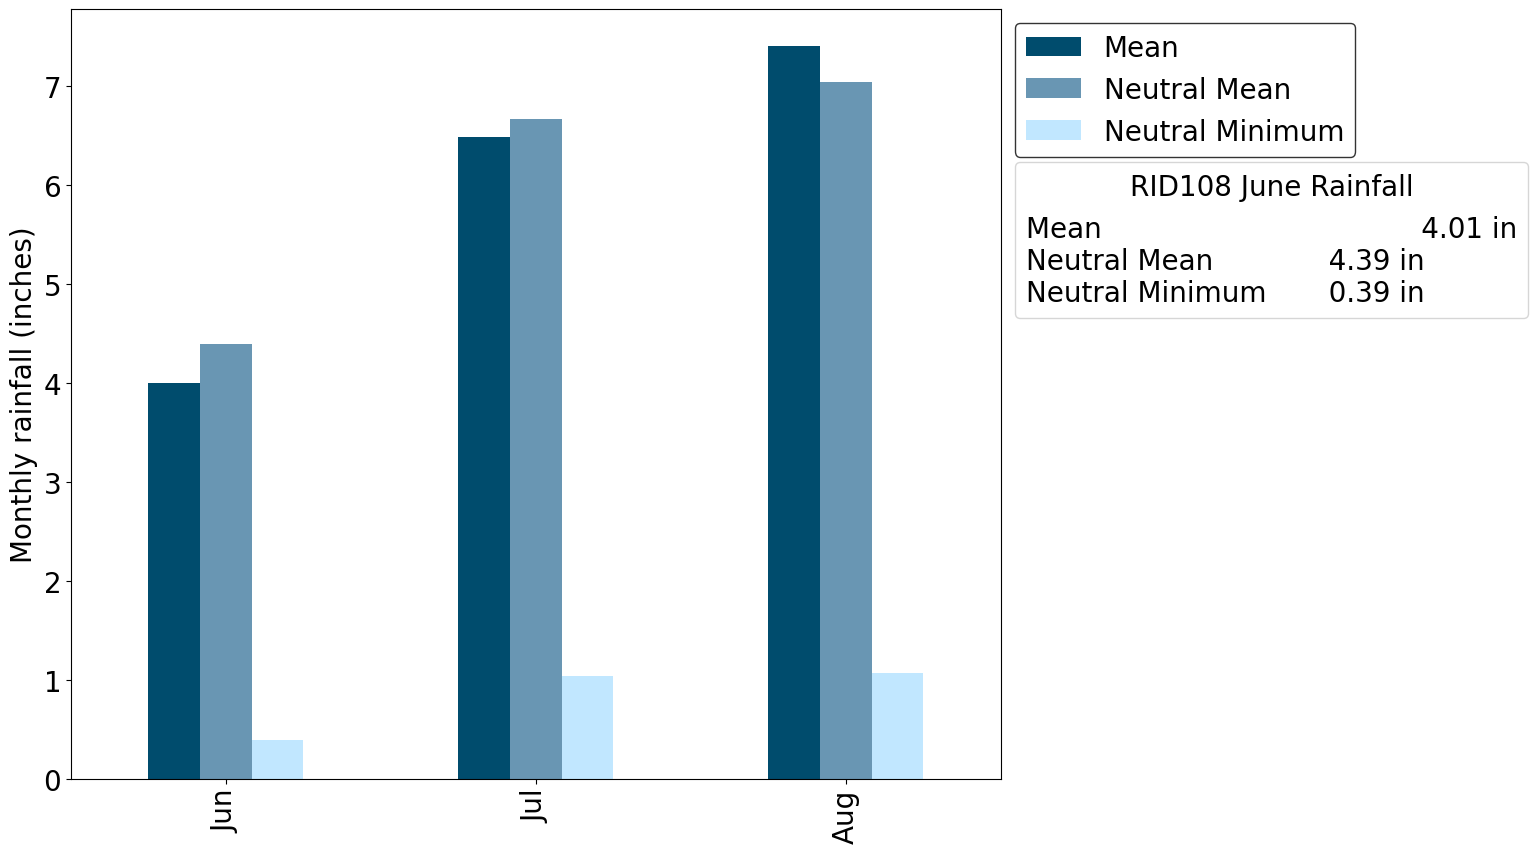 Monthly rainfall (inches)
7
6
5
4
3
2
1
0
Jun
Jul
Aug
Mean
Neutral Mean
Neutral Minimum
RID108 June Rainfall
Mean 4.01 in
Neutral Mean 4.39 in
Neutral Minimum 0.39 in